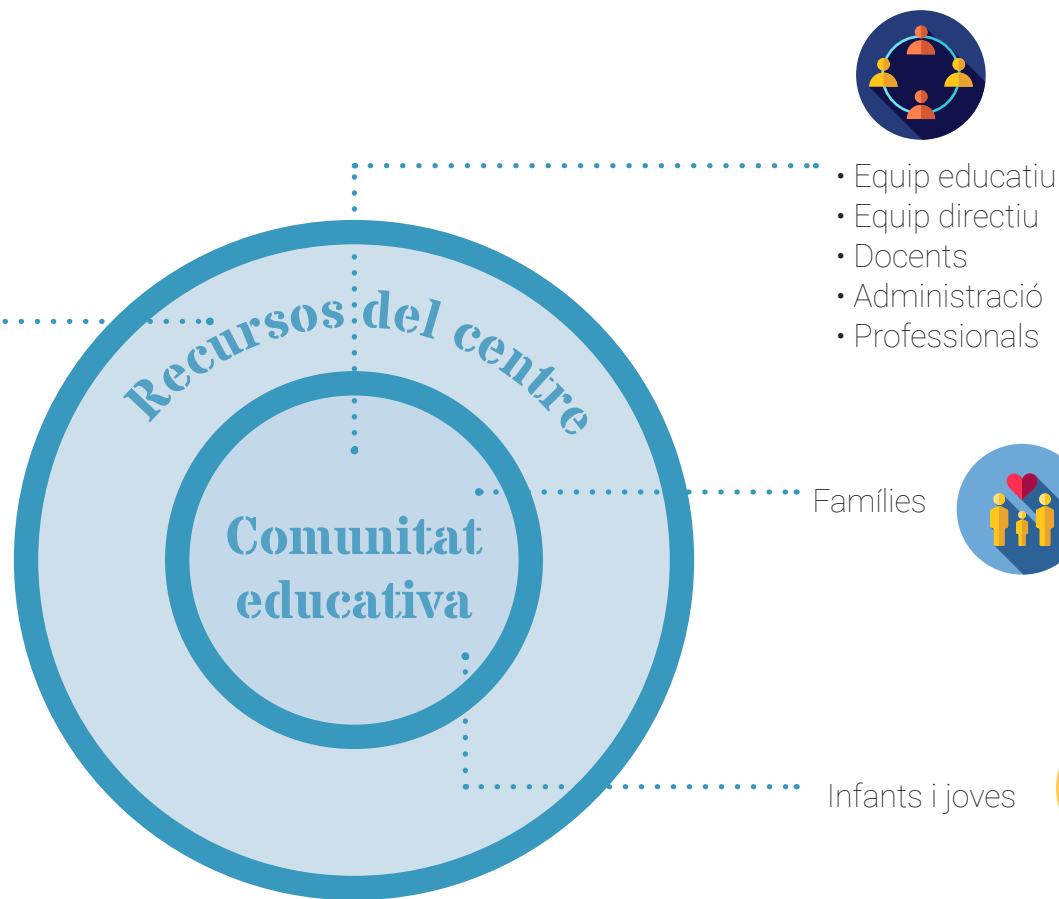 • Equip educatiu
• Equip directiu
• Docents
• Administració
• Professionals
Recursos del centre
Famílies
Comunitat
educativa
Infants i joves